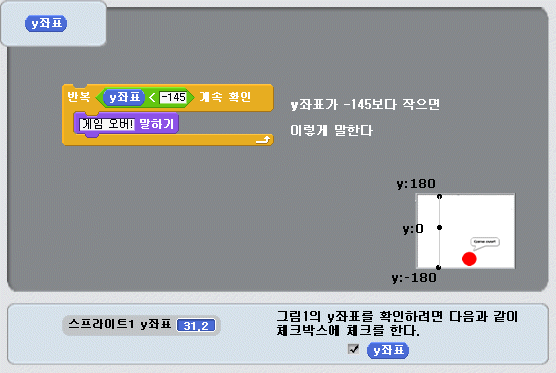 y좌표
반복 y좌표 < -145 계속 확인
게임 오버! 말하기
y좌표가 -145보다 작으면
이렇게 말한다
y:180
y:0
y:-180
스프라이트1 y좌표 31,2
그림1의 y좌표를 확인하려면 다음과 같이
체크박스에 체크를 한다.
y좌표